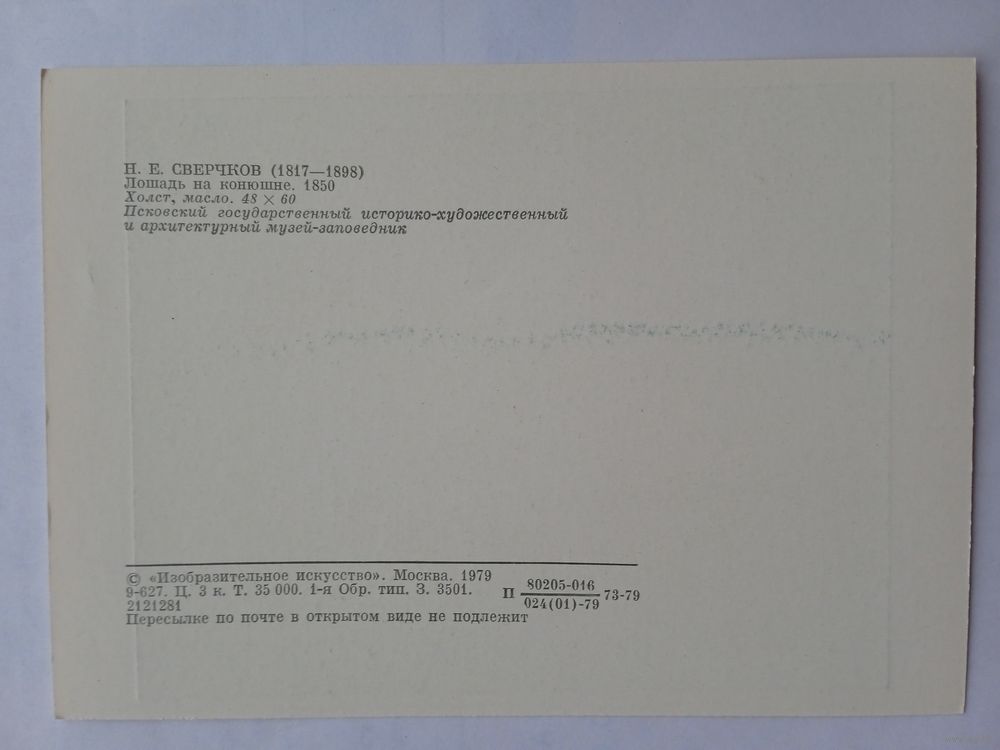 Н. Е. СВЕРЧКОВ (1817—1898)
Лошадь на конюшне. 1850
Холст, масло. 48 × 60
Псковский государственный историко-художественный
и архитектурный музей-заповедник
© «Изобразительное искусство». Москва. 1979
9-627. Ц. 3 к. Т. 35 000. 1-я Обр. тип. З. 3501.
2121281
П 80205-016
024(01)-79 73-79
Пересылке по почте в открытом виде не подлежит